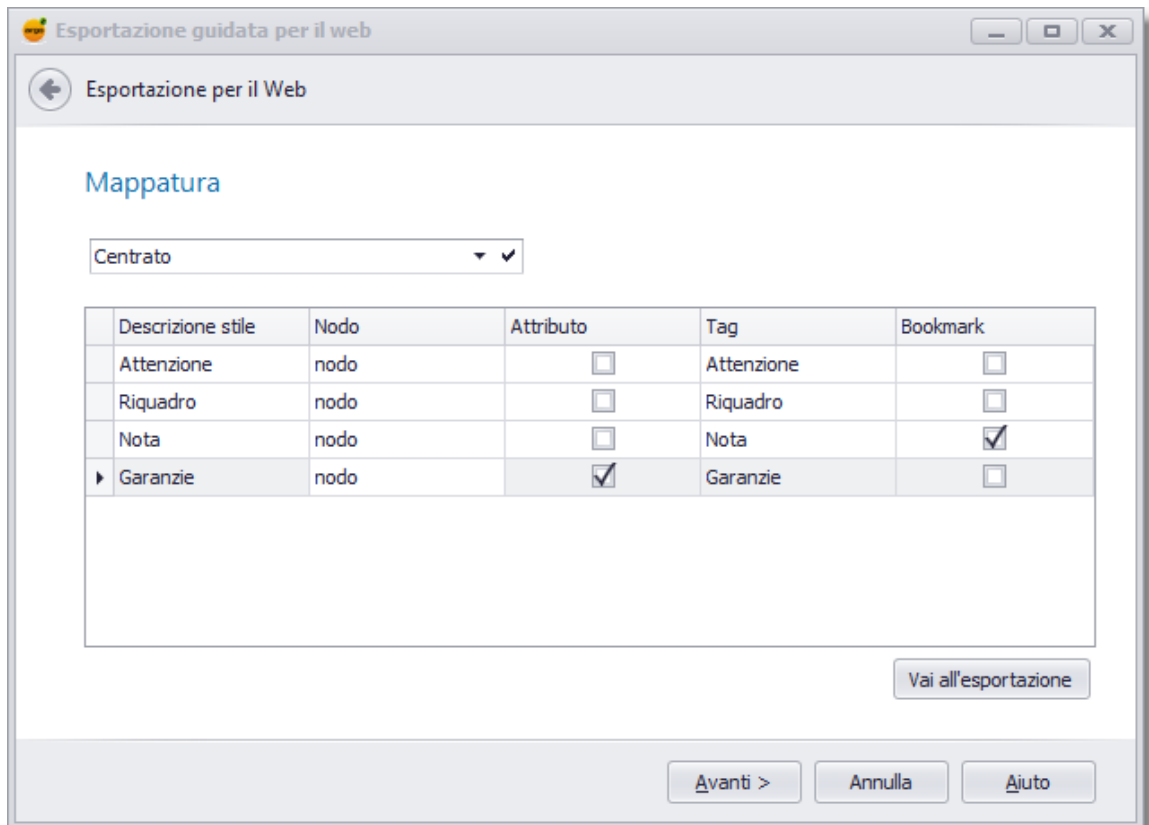 Esportazione guidata per il web
Esportazione per il Web
Mappatura
Centrato
Descrizione stile Nodo Attributo Tag Bookmark
Attenzione nodo Attenzione
Riquadro nodo Riquadro
Nota nodo Nota
Garanzie nodo Garanzie
Vai all'esportazione
Avanti > Annulla Aiuto